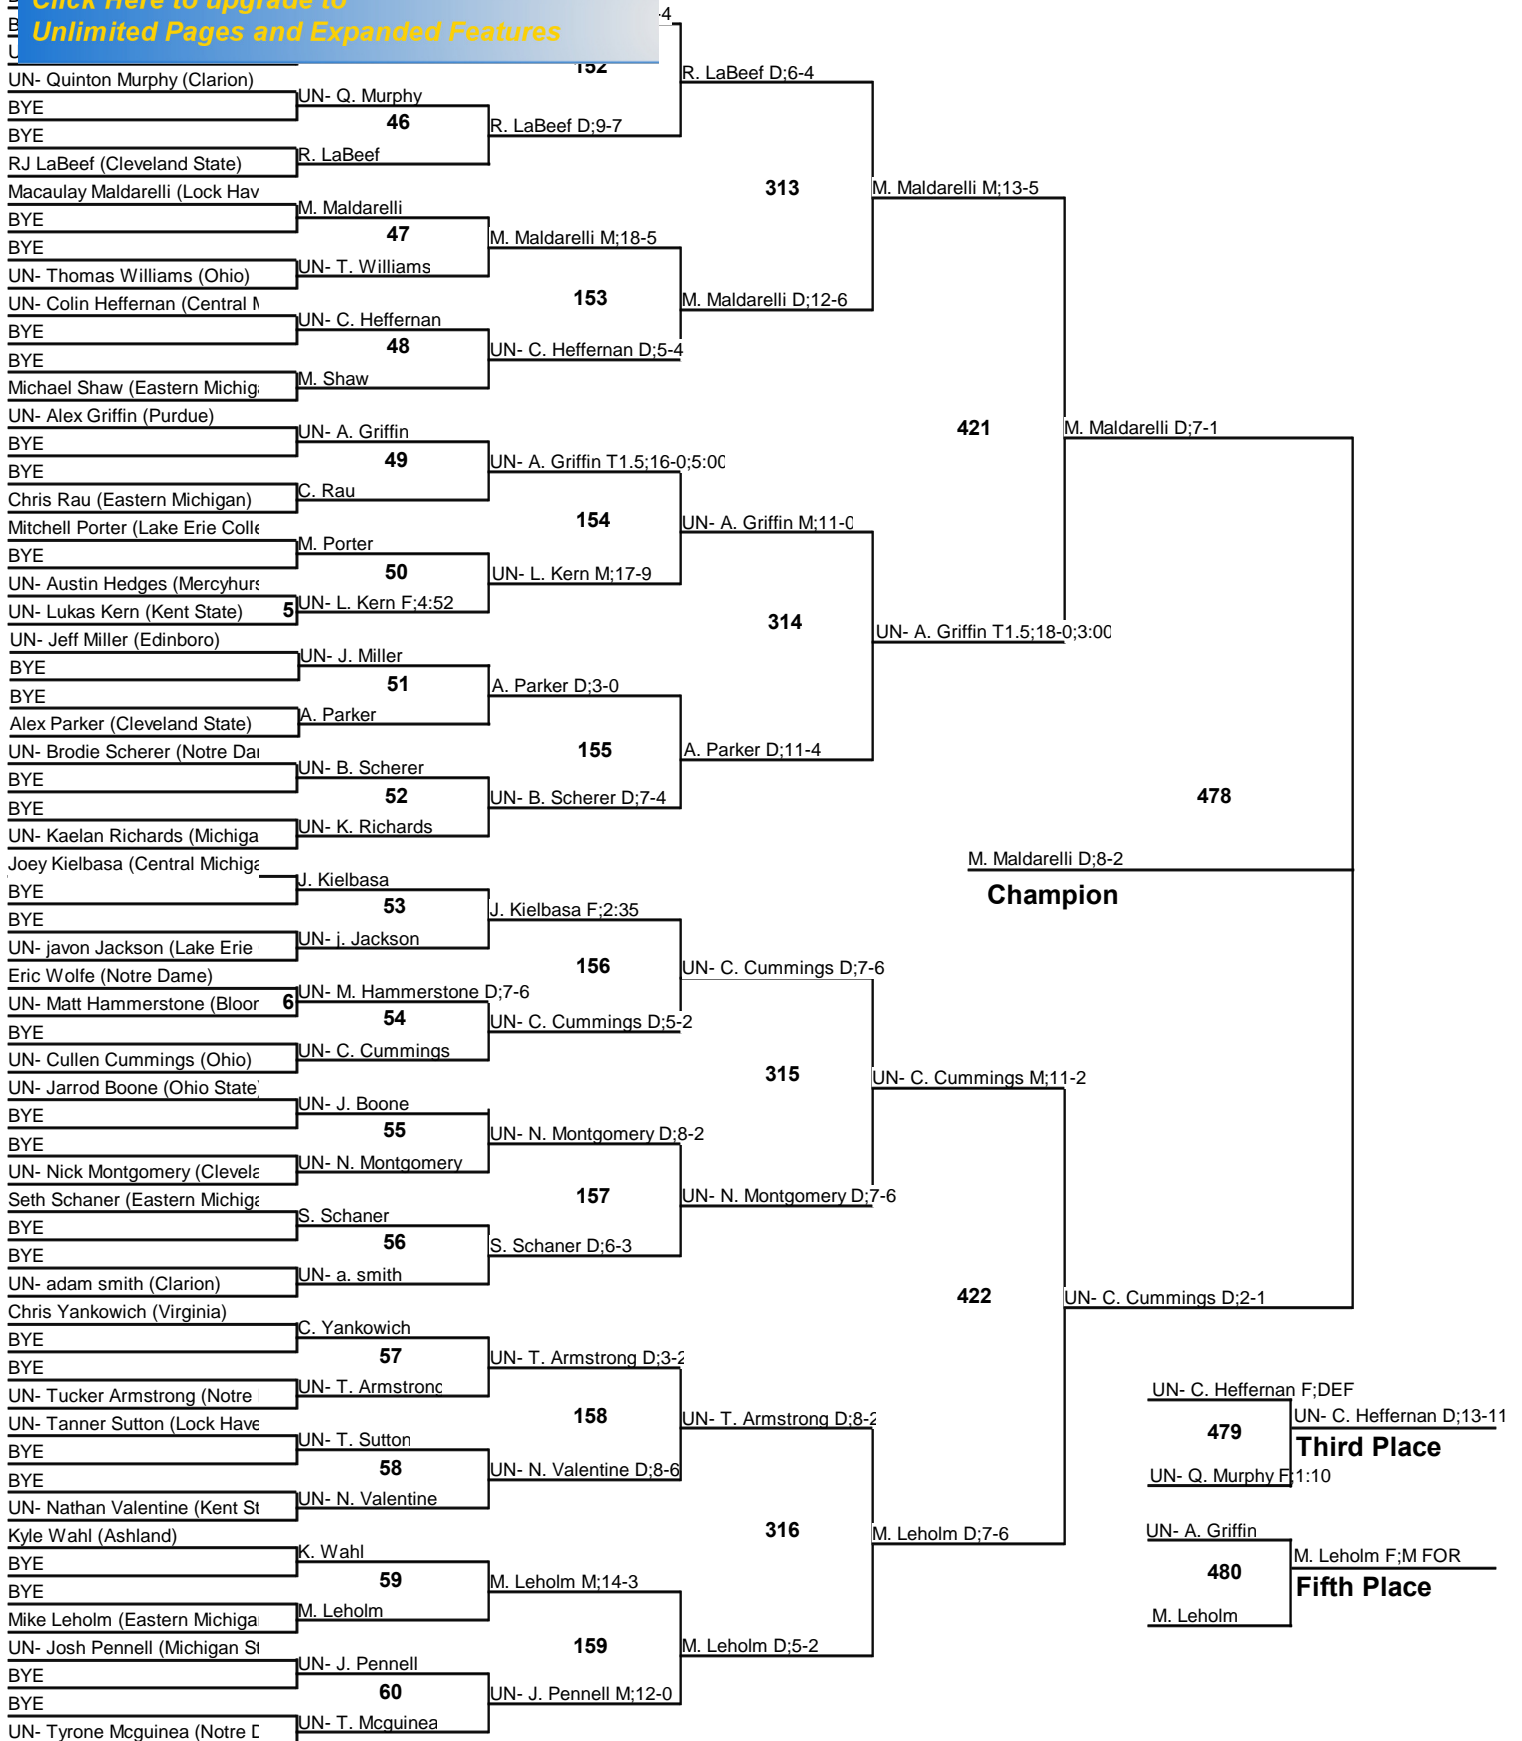 Click Here to upgrade to
Unlimited Pages and Expanded Features
UN- Quinton Murphy (Clarion)
BYE
BYE
RJ LaBeef (Cleveland State)
Macaulay Maldarelli (Lock Hav
BYE
BYE
UN- Thomas Williams (Ohio)
UN- Colin Heffernan (Central M
BYE
BYE
Michael Shaw (Eastern Michig
UN- Alex Griffin (Purdue)
BYE
BYE
Chris Rau (Eastern Michigan)
Mitchell Porter (Lake Erie Colle
BYE
UN- Austin Hedges (Mercyhurs
UN- Lukas Kern (Kent State) 5
UN- Jeff Miller (Edinboro)
BYE
BYE
Alex Parker (Cleveland State)
UN- Brodie Scherer (Notre Dar
BYE
BYE
UN- Kaelan Richards (Michiga
Joey Kielbasa (Central Michiga
BYE
BYE
UN- javon Jackson (Lake Erie
Eric Wolfe (Notre Dame)
UN- Matt Hammerstone (Bloor 6
BYE
UN- Cullen Cummings (Ohio)
UN- Jarrod Boone (Ohio State)
BYE
BYE
UN- Nick Montgomery (Clevela
Seth Schaner (Eastern Michiga
BYE
BYE
UN- adam smith (Clarion)
Chris Yankowich (Virginia)
BYE
BYE
UN- Tucker Armstrong (Notre
UN- Tanner Sutton (Lock Have
BYE
BYE
UN- Nathan Valentine (Kent St
Kyle Wahl (Ashland)
BYE
BYE
Mike Leholm (Eastern Michiga
UN- Josh Pennell (Michigan St
BYE
BYE
UN- Tyrone Mcguinea (Notre D
UN- Q. Murphy
46
R. LaBeef
M. Maldarelli
47
UN- T. Williams
UN- C. Heffernan
48
M. Shaw
UN- A. Griffin
49
C. Rau
M. Porter
50
UN- L. Kern F;4:52
UN- J. Miller
51
A. Parker
UN- B. Scherer
52
UN- K. Richards
J. Kielbasa
53
UN- j. Jackson
UN- M. Hammerstone D;7-6
54
UN- C. Cummings
UN- J. Boone
55
UN- N. Montgomery
S. Schaner
56
UN- a. smith
C. Yankowich
57
UN- T. Armstrong
UN- T. Sutton
58
UN- N. Valentine
K. Wahl
59
M. Leholm
UN- J. Pennell
60
UN- T. Mcguinea
-4
152
R. LaBeef D;9-7
M. Maldarelli M;18-5
153
UN- C. Heffernan D;5-4
UN- A. Griffin T1.5;16-0;5:00
154
UN- L. Kern M;17-9
A. Parker D;3-0
155
UN- B. Scherer D;7-4
J. Kielbasa F;2:35
156
UN- C. Cummings D;5-2
UN- N. Montgomery D;8-2
157
S. Schaner D;6-3
UN- T. Armstrong D;3-2
158
UN- N. Valentine D;8-6
M. Leholm M;14-3
159
UN- J. Pennell M;12-0
R. LaBeef D;6-4
313
M. Maldarelli D;12-6
UN- A. Griffin M;11-0
314
A. Parker D;11-4
UN- C. Cummings D;7-6
315
UN- N. Montgomery D;7-6
UN- T. Armstrong D;8-2
316
M. Leholm D;5-2
M. Maldarelli M;13-5
421
UN- A. Griffin T1.5;18-0;3:00
UN- C. Cummings M;11-2
422
M. Leholm D;7-6
M. Maldarelli D;7-1
478
UN- C. Cummings D;2-1
M. Maldarelli D;8-2
Champion
UN- C. Heffernan F;DEF
479
UN- Q. Murphy F;1:10
UN- C. Heffernan D;13-11
Third Place
UN- A. Griffin
480
M. Leholm
M. Leholm F;M FOR
Fifth Place